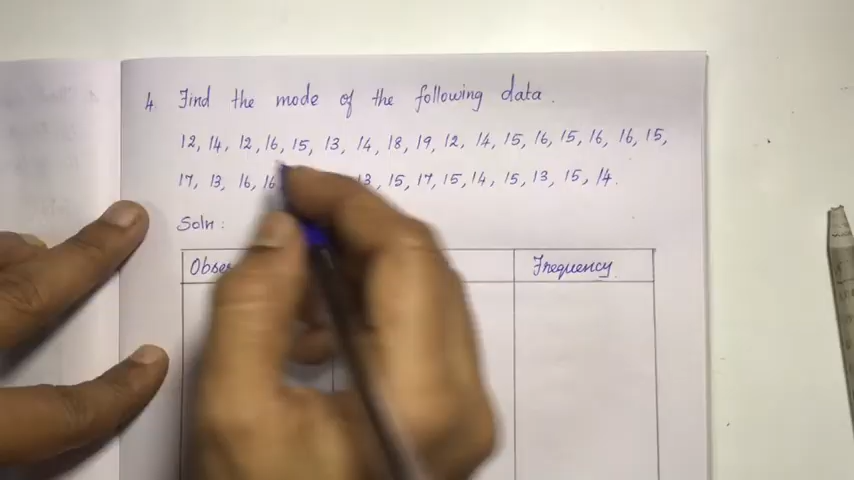 4. Find the mode of the following data.
12, 14, 12, 16, 15, 13, 14, 18, 19, 12, 14, 15, 16, 15, 16, 16, 15,
17, 13, 16, 16 13, 15, 17, 15, 14, 15, 13, 15, 14.
Soln:
Frequency